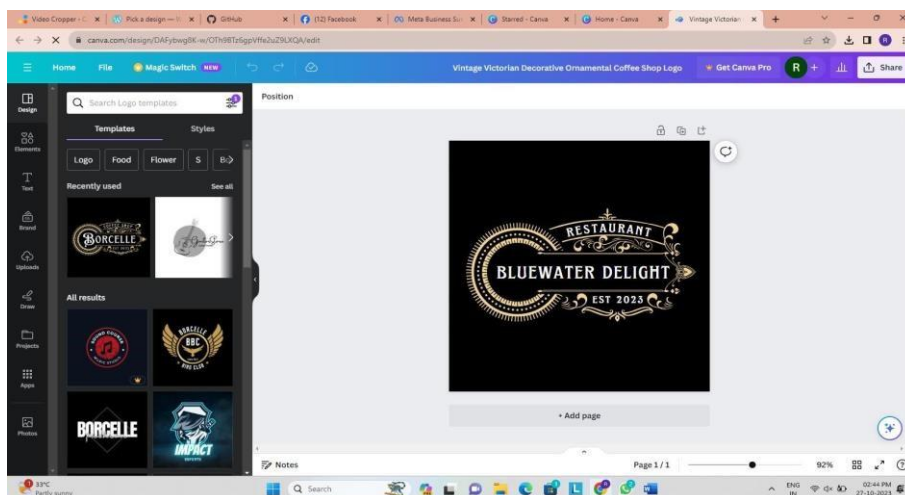 Video Cropper - C
Pick a design —
GitHub
(12) Facebook
Meta Business Su
Starred - Canva
Home - Canva
Vintage Victorian
canva.com/design/DAFybwg8K-w/OTh98Tz6gpVffe2uZ9LXQA/edit
Home File Magic Switch NEW
Vintage Victorian Decorative Ornamental Coffee Shop Logo
Get Canva Pro
R
Share
Design
Elements
Text
Brand
Uploads
Draw
Projects
Apps
Photos
Search Logo templates
Templates Styles
Logo Food Flower S
Recently used See all
BORCELLE
All results
BORCELLE
BBC
BIKE CLUB
BORCELLE
IMPACT
Position
RESTAURANT
BLUEWATER DELIGHT
EST 2023
+ Add page
Notes
Page 1 / 1
92%
33°C
Partly sunny
Search
ENG
IN
02:44 PM
27-10-2023